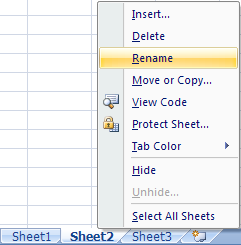 Insert...
Delete
Rename
Move or Copy...
View Code
Protect Sheet...
Tab Color
Hide
Unhide...
Select All Sheets
Sheet1 Sheet2 Sheet3